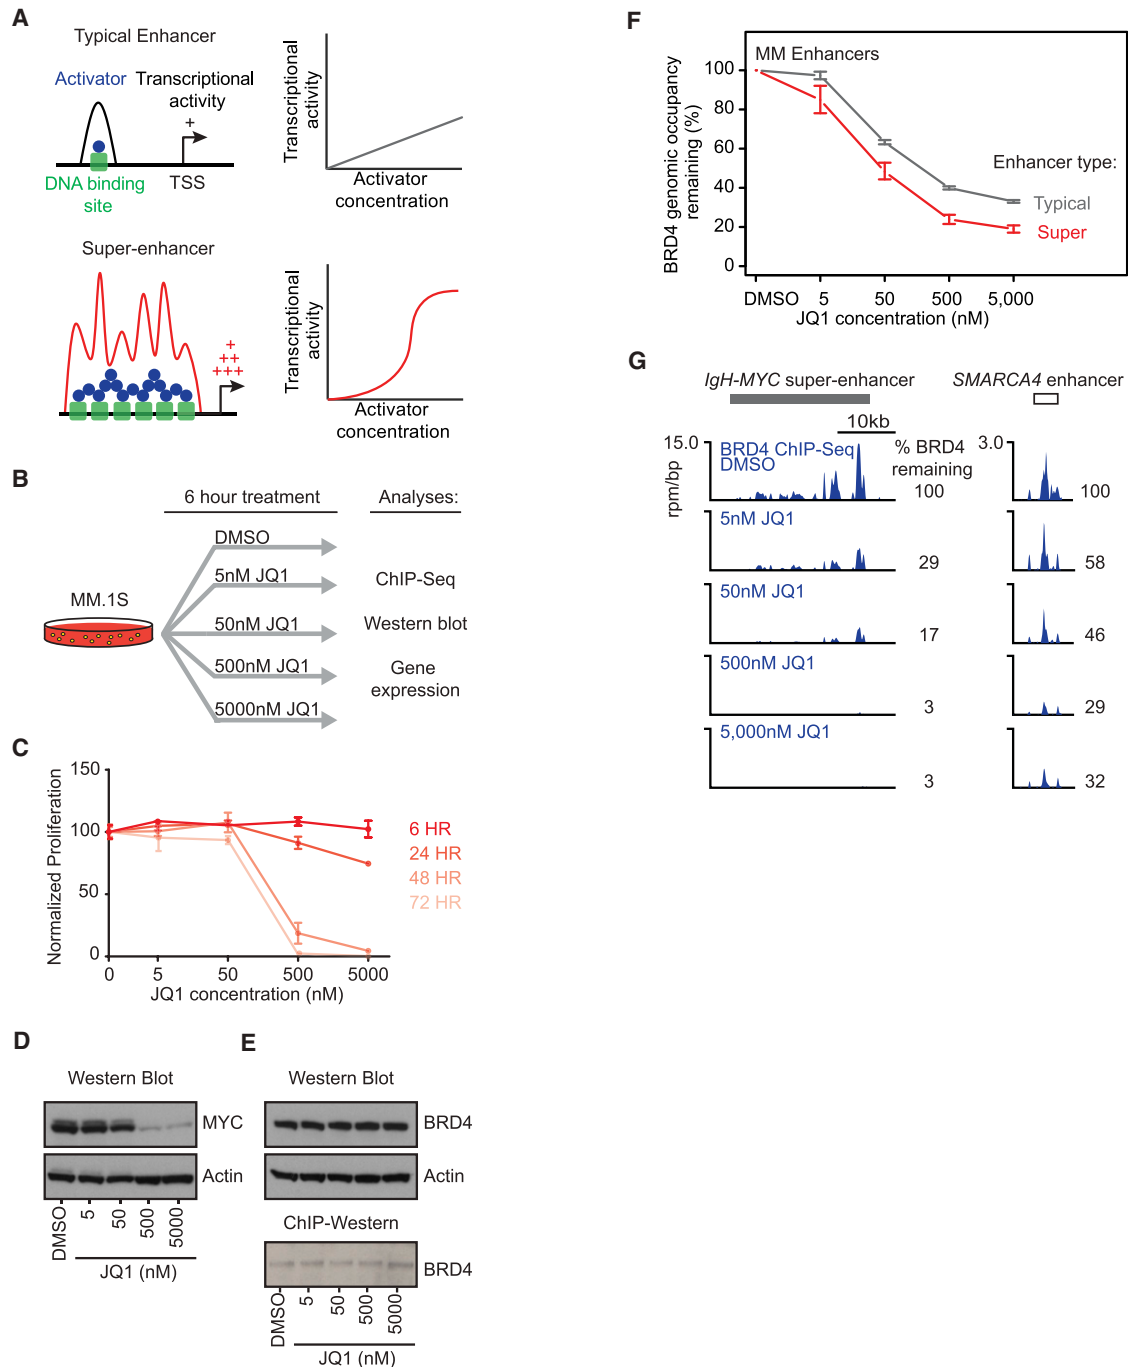 A
Typical Enhancer
Activator
Transcriptional
activity
+
DNA binding
site
TSS
Transcriptional
activity
Activator
concentration
Super-enhancer
+
++
+++
Transcriptional
activity
Activator
concentration
B
6 hour treatment
Analyses:
MM.1S
DMSO
5nM JQ1
50nM JQ1
500nM JQ1
5000nM JQ1
ChIP-Seq
Western blot
Gene
expression
C
Normalized Proliferation
150
100
50
0
0 5 50 500 5000
JQ1 concentration (nM)
6 HR
24 HR
48 HR
72 HR
D
Western Blot
MYC
Actin
DMSO 5 50 500 5000
JQ1 (nM)
E
Western Blot
BRD4
Actin
ChIP-Western
BRD4
DMSO 5 50 500 5000
JQ1 (nM)
F
MM Enhancers
BRD4 genomic occupancy
remaining (%)
100
80
60
40
20
0
Enhancer type:
Typical
Super
DMSO 5 50 500 5,000
JQ1 concentration (nM)
G
IgH-MYC super-enhancer
SMARCA4 enhancer
10kb
rpm/bp
15.0
BRD4 ChIP-Seq
DMSO
% BRD4
remaining
100
3.0
100
5nM JQ1
29
58
50nM JQ1
17
46
500nM JQ1
3
29
5,000nM JQ1
3
32